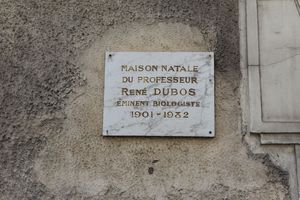 MAISON NATALE
DU PROFESSEUR
RENÉ DUBOS
ÉMINENT BIOLOGISTE
1901-1982